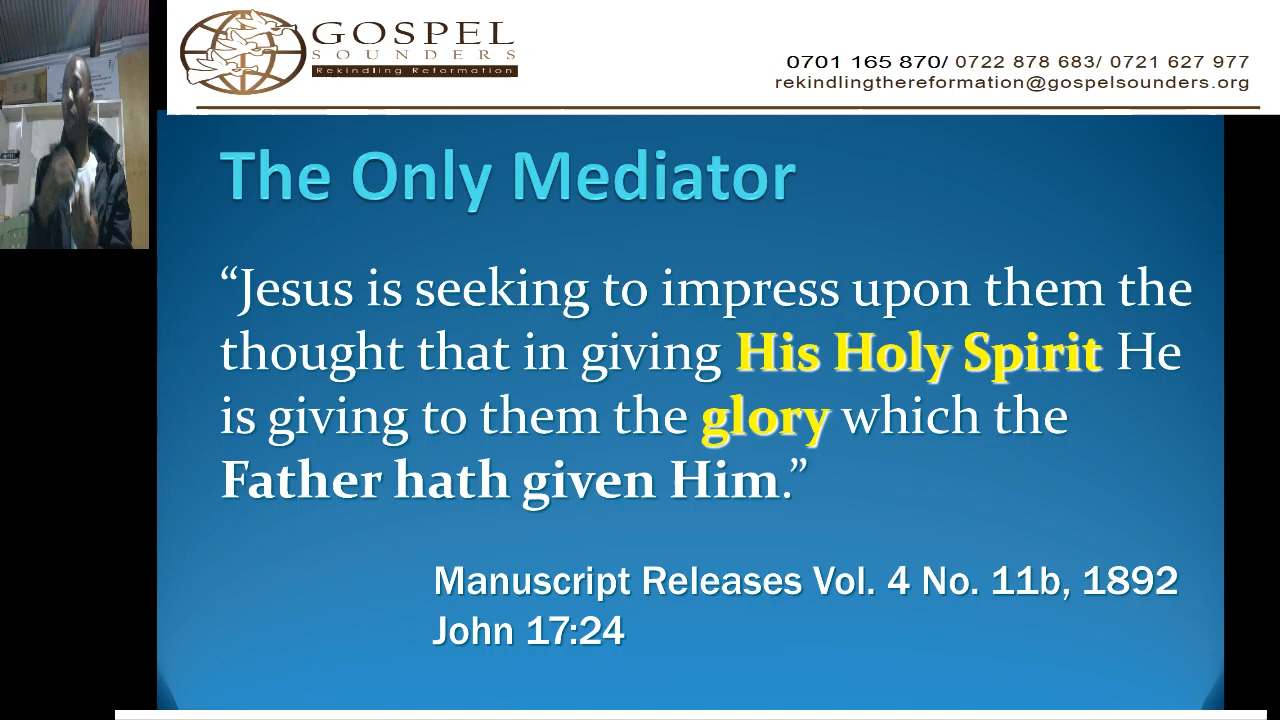 GOSPEL
SOUNDERS
Rekindling Reformation
0701 165 870/ 0722 878 683/ 0721 627 977
rekindlingthereformation@gospelsounders.org
The Only Mediator
“Jesus is seeking to impress upon them the
thought that in giving His Holy Spirit He
is giving to them the glory which the
Father hath given Him.”
Manuscript Releases Vol. 4 No. 11b, 1892
John 17:24